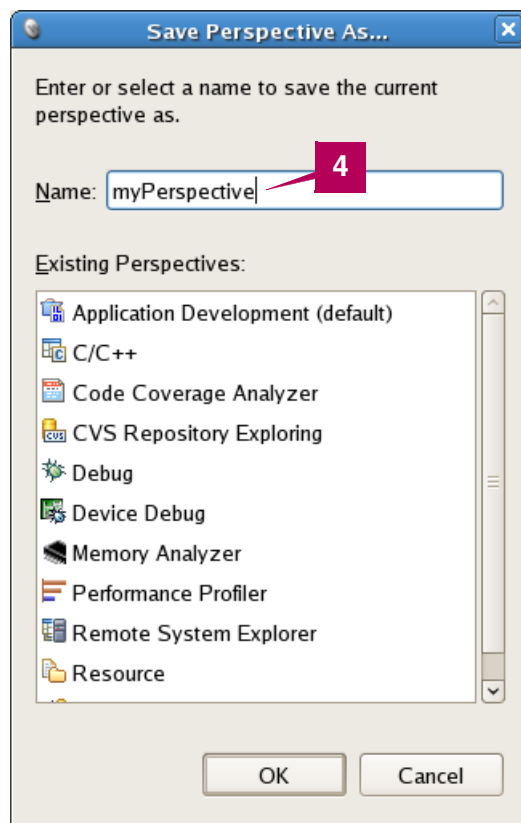 Save Perspective As...
Enter or select a name to save the current
perspective as.
4
Name: myPerspective
Existing Perspectives:
Application Development (default)
C/C++
Code Coverage Analyzer
CVS Repository Exploring
Debug
Device Debug
Memory Analyzer
Performance Profiler
Remote System Explorer
Resource
OK Cancel